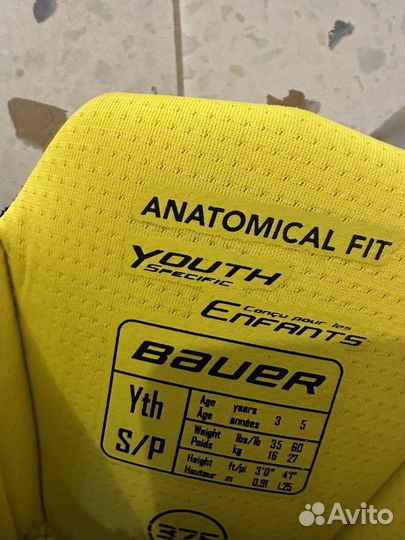 ANATOMICAL FIT
YOUTH
SPECIFIC
Conçu pour les
ENFANTS
BAUER
Yth
S/P
Age years
Âge années 3 5
Weight lbs/lb 35 60
Poids kg 16 27
Height ft/pi 3'0" 4'1"
Hauteur m 0.91 1.25
Avito